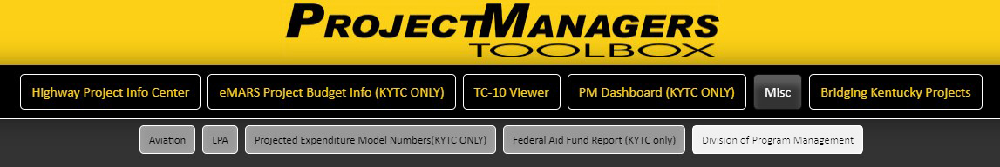 PROJECTMANAGERS
TOOLBOX
Highway Project Info Center eMARS Project Budget Info (KYTC ONLY) TC-10 Viewer PM Dashboard (KYTC ONLY) Misc Bridging Kentucky Projects
Aviation LPA Projected Expenditure Model Numbers(KYTC ONLY) Federal Aid Fund Report (KYTC only) Division of Program Management